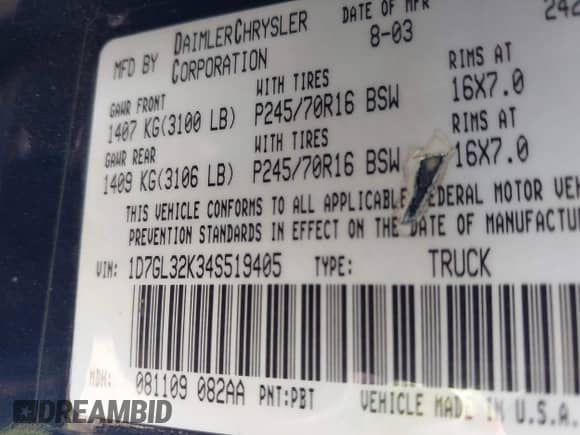 MFD BY DAIMLERCHRYSLER CORPORATION DATE OF MFR 8-03 242
GAWR FRONT WITH TIRES RIMS AT
1407 KG(3100 LB) P245/70R16 BSW 16X7.0
GAWR REAR WITH TIRES RIMS AT
1409 KG(3106 LB) P245/70R16 BSW 16X7.0
THIS VEHICLE CONFORMS TO ALL APPLICABLE FEDERAL MOTOR VEH
PREVENTION STANDARDS IN EFFECT ON THE DATE OF MANUFACTUR
VIN: 1D7GL32K34S519405 TYPE: TRUCK
MDH: 081109 082AA PNT:PBT VEHICLE MADE IN U.S.A.
DREAMBID